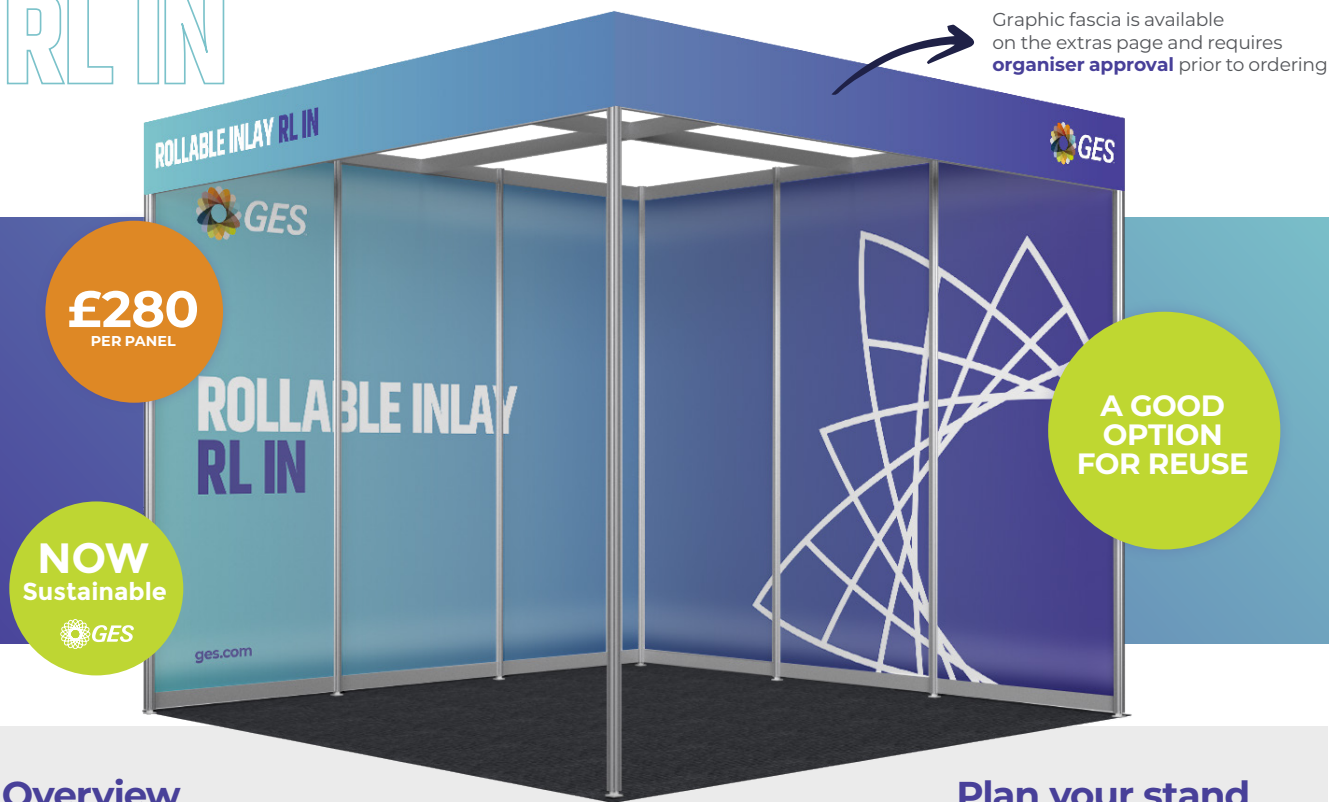 RL IN
Graphic fascia is available
on the extras page and requires
organiser approval prior to ordering
ROLLABLE INLAY RL IN
GES
GES
£280
PER PANEL
ROLLABLE INLAY
RL IN
A GOOD
OPTION
FOR REUSE
NOW
Sustainable
GES
ges.com
Overview
Plan your stand